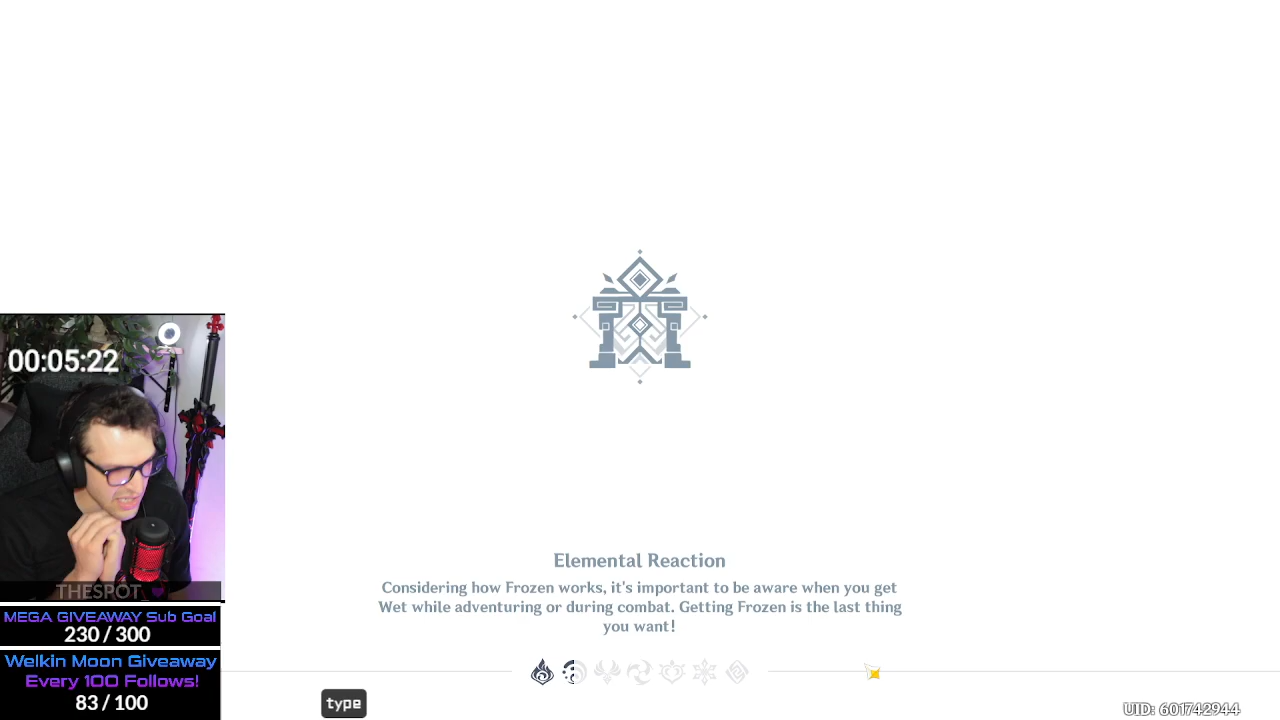 00:05:22
THESPOT_
MEGA GIVEAWAY Sub Goal
230 / 300
Welkin Moon Giveaway
Every 100 Follows!
83 / 100
Elemental Reaction
Considering how Frozen works, it's important to be aware when you get
Wet while adventuring or during combat. Getting Frozen is the last thing
you want!
type
UID: 601742944